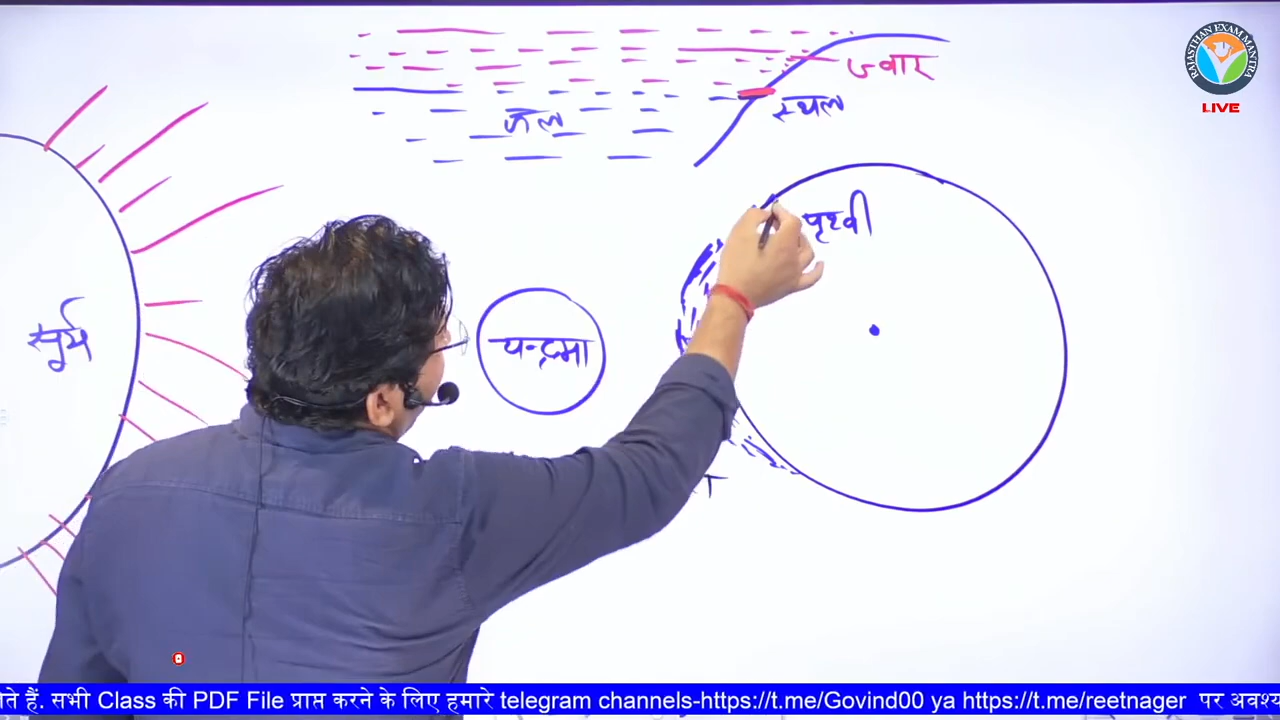 RAJASTHAN EXAM MANTRA
LIVE
ज्वार
जल
स्थल
पृथ्वी
सूर्य
चन्द्रमा
ते हैं. सभी Class की PDF File प्राप्त करने के लिए हमारे telegram channels-https://t.me/Govind00 ya https://t.me/reetnager पर अवश्य